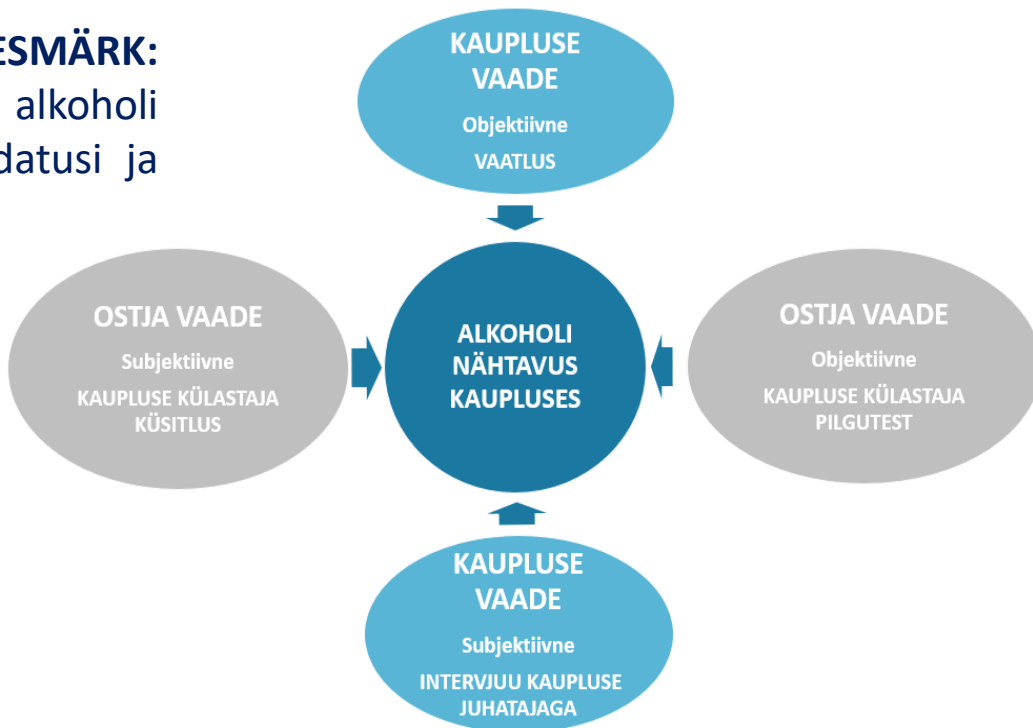 ESMÄRK:
alkoholi
datusi ja
KAUPLUSE
VAADE
Objektiivne
VAATLUS
OSTJA VAADE
Subjektiivne
KAUPLUSE KÜLASTAJA
KÜSITLUS
ALKOHOLI
NÄHTAVUS
KAUPLUSES
OSTJA VAADE
Objektiivne
KAUPLUSE KÜLASTAJA
PILGUTEST
KAUPLUSE
VAADE
Subjektiivne
INTERVJUU KAUPLUSE
JUHATAJAGA